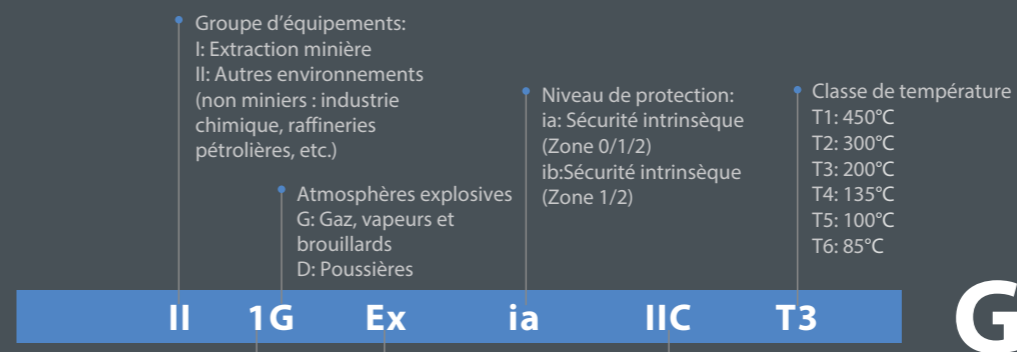 Groupe d'équipements:
I: Extraction minière
II: Autres environnements
(non miniers : industrie
chimique, raffineries
pétrolières, etc.)
Atmosphères explosives
G: Gaz, vapeurs et
brouillards
D: Poussières
Niveau de protection:
ia: Sécurité intrinsèque
(Zone 0/1/2)
ib:Sécurité intrinsèque
(Zone 1/2)
Classe de température
T1: 450°C
T2: 300°C
T3: 200°C
T4: 135°C
T5: 100°C
T6: 85°C
II 1G Ex ia IIC T3
G